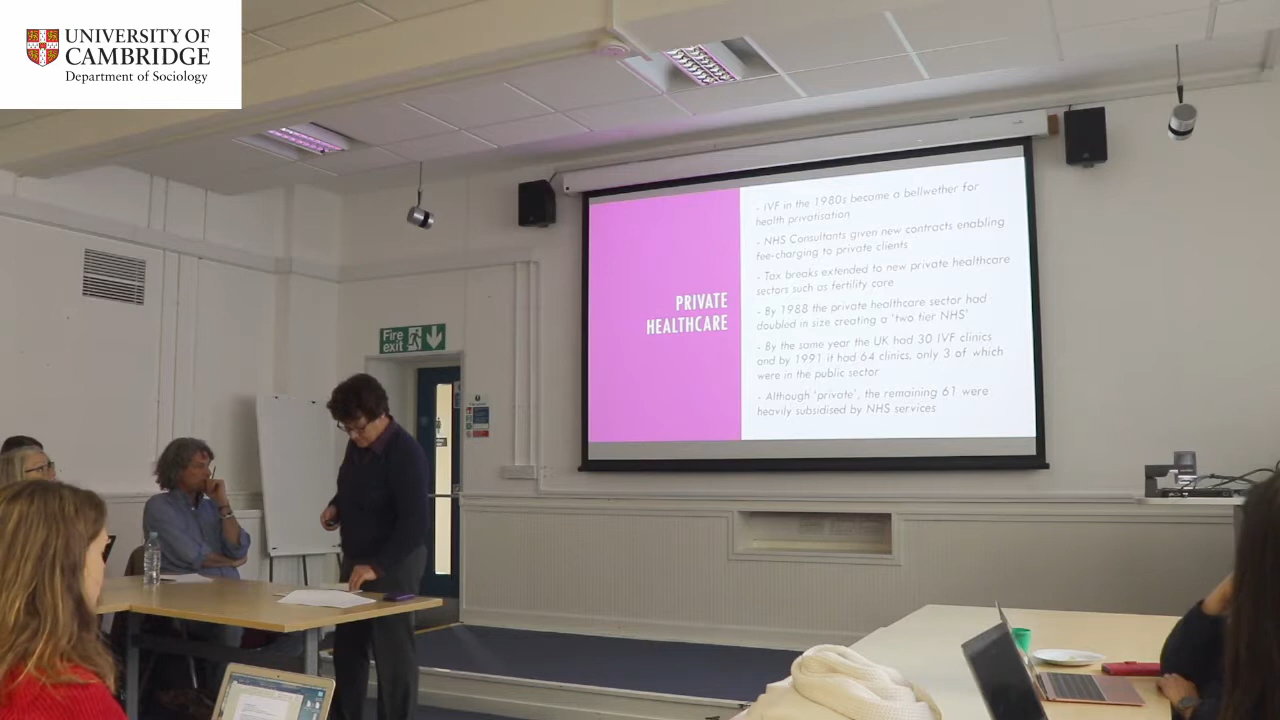 UNIVERSITY OF
CAMBRIDGE
Department of Sociology
Fire
exit
PRIVATE
HEALTHCARE
- IVF in the 1980s became a bellwether for
health privatisation
- NHS Consultants given new contracts enabling
fee-charging to private clients
- Tax breaks extended to new private healthcare
sectors such as fertility care
- By 1988 the private healthcare sector had
doubled in size creating a 'two tier NHS'
- By the same year the UK had 30 IVF clinics
and by 1991 it had 64 clinics, only 3 of which
were in the public sector
- Although 'private', the remaining 61 were
heavily subsidised by NHS services